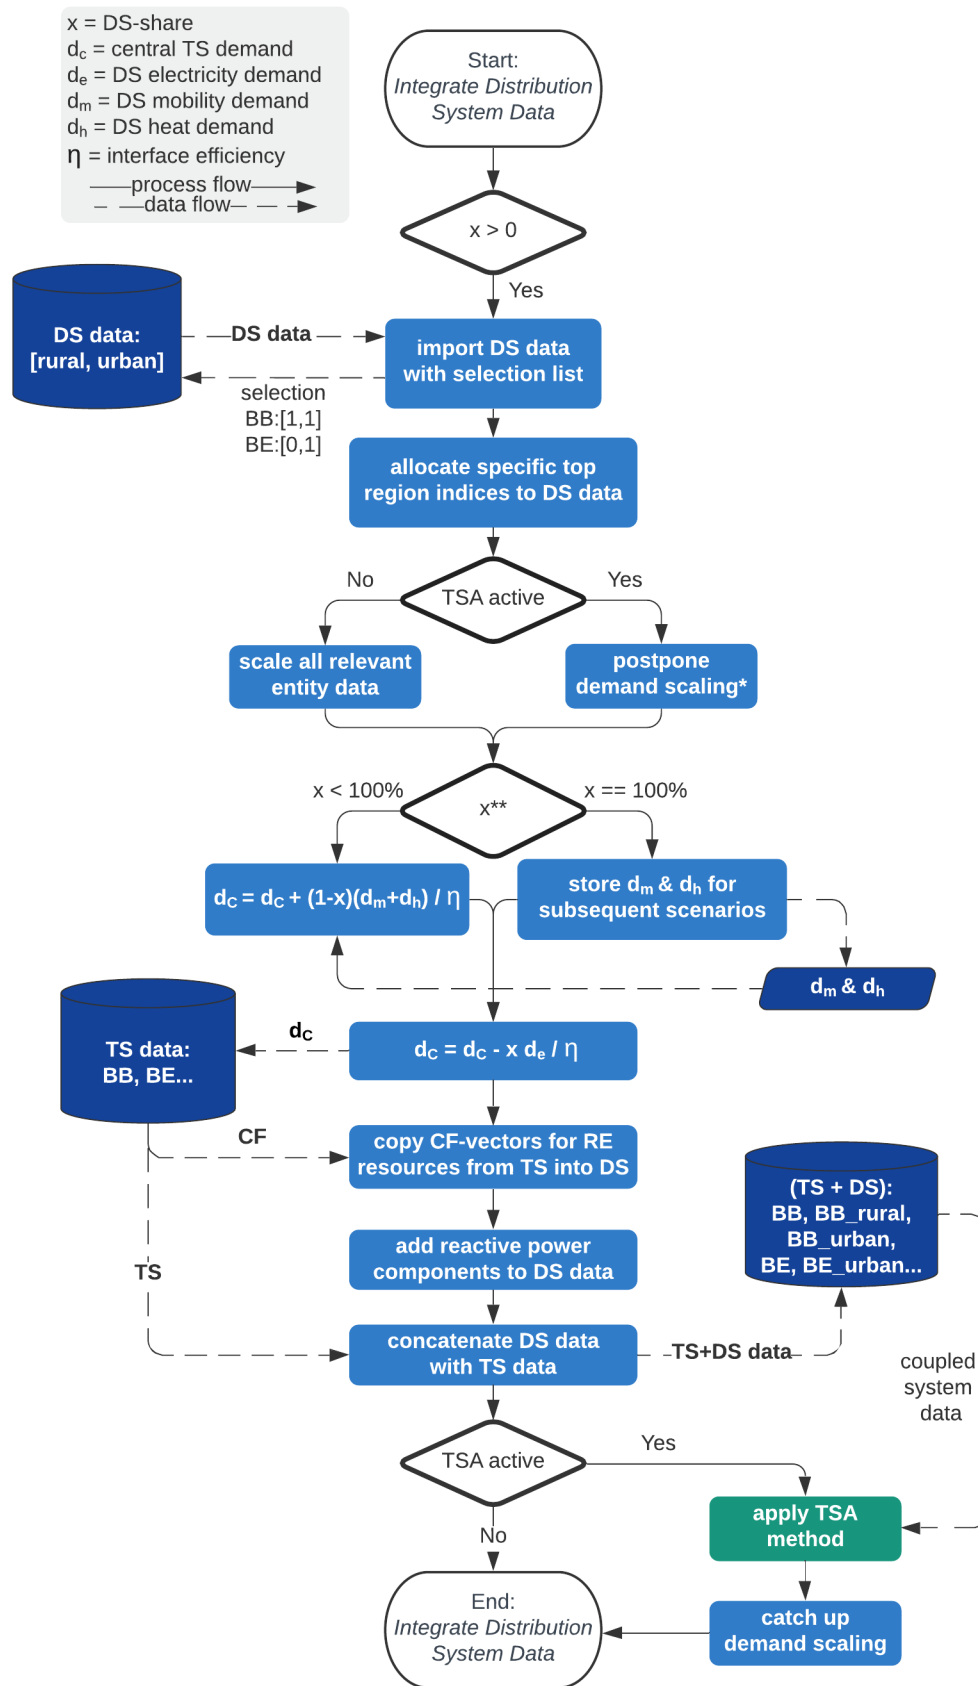 x = DS-share
dc = central TS demand
de = DS electricity demand
dm = DS mobility demand
dh = DS heat demand
η = interface efficiency
process flow
data flow
Start:
Integrate Distribution
System Data
x > 0
Yes
DS data:
[rural, urban]
DS data
selection
BB:[1,1]
BE:[0,1]
import DS data
with selection list
allocate specific top
region indices to DS data
No
TSA active
Yes
scale all relevant
entity data
postpone
demand scaling*
x < 100%
x**
x == 100%
dC = dC + (1-x)(dm+dh) / η
store dm & dh for
subsequent scenarios
dm & dh
TS data:
BB, BE...
dC
dC = dC - x de / η
CF
copy CF-vectors for RE
resources from TS into DS
(TS + DS):
BB, BB_rural,
BB_urban,
BE, BE_urban...
TS
add reactive power
components to DS data
concatenate DS data
with TS data
TS+DS data
coupled
system
data
TSA active
Yes
No
apply TSA
method
End:
Integrate Distribution
System Data
catch up
demand scaling